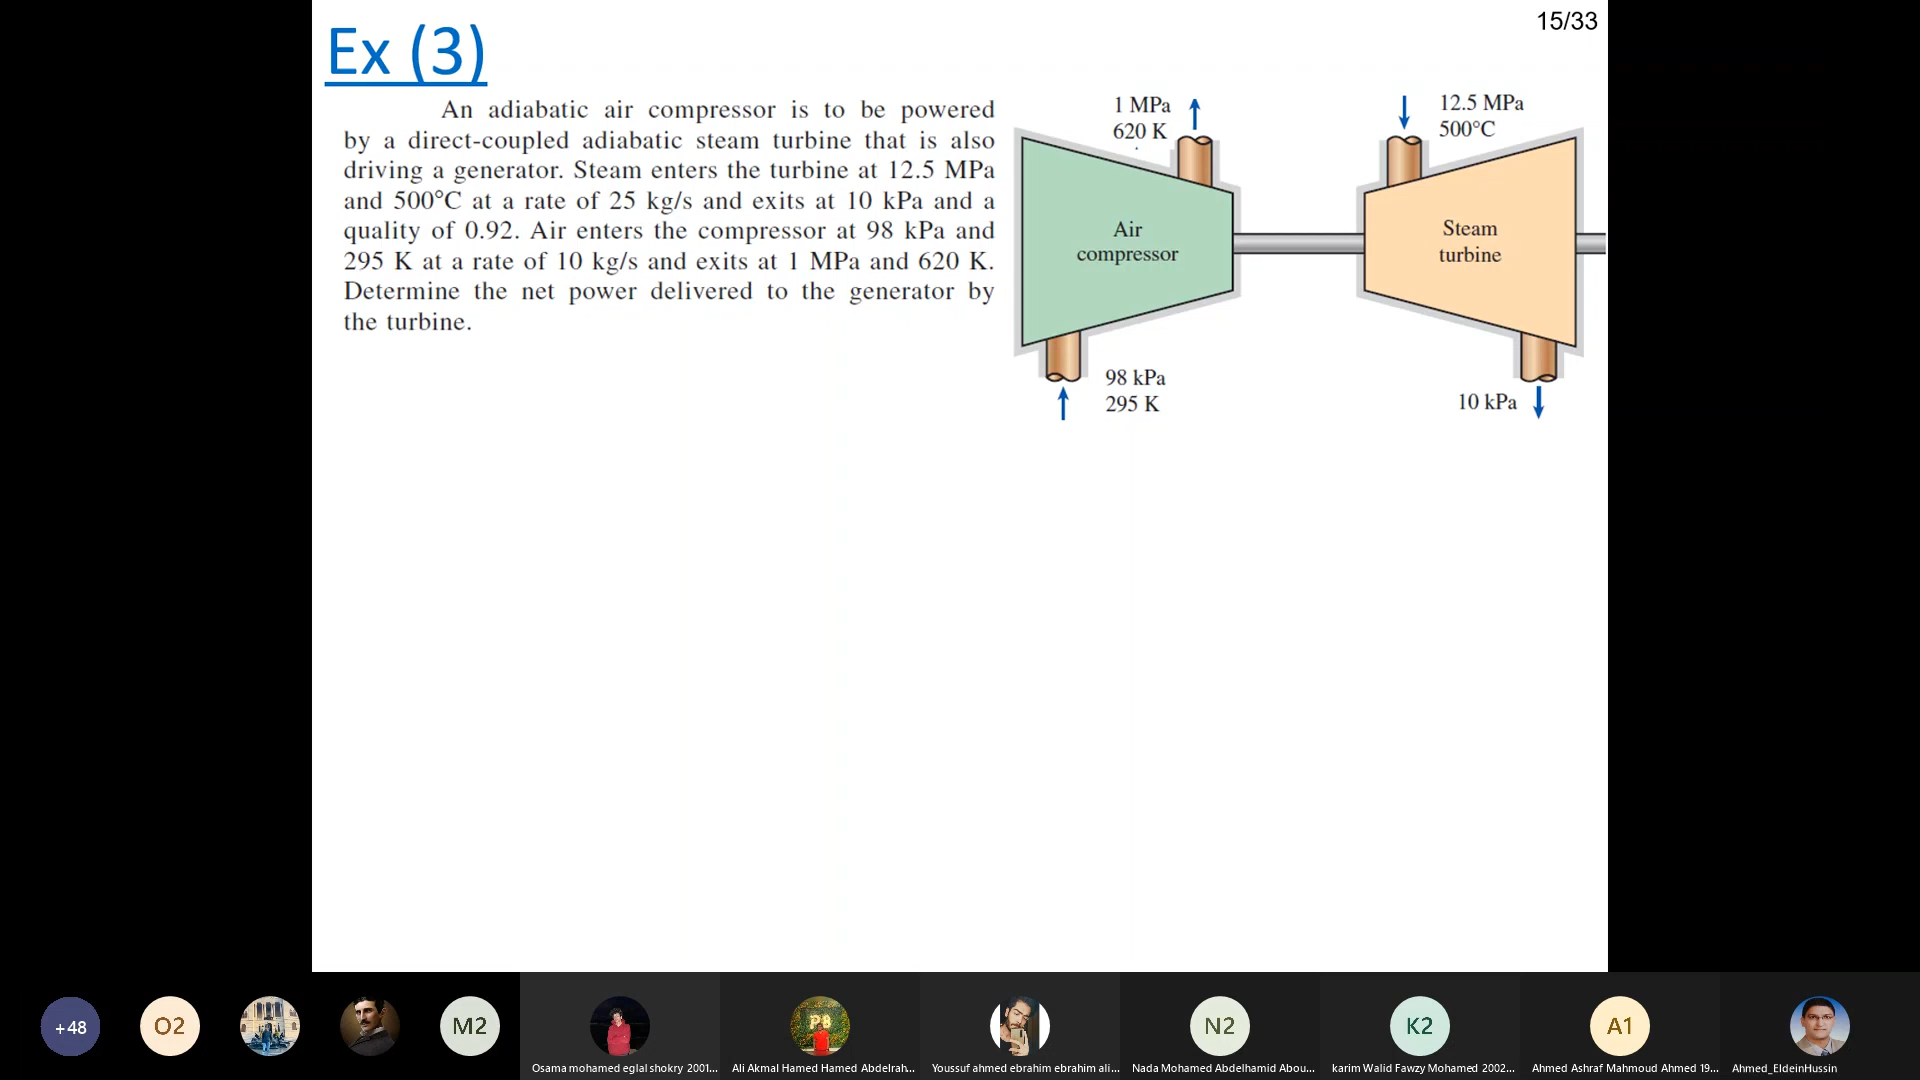 15/33
Ex (3)
An adiabatic air compressor is to be powered
by a direct-coupled adiabatic steam turbine that is also
driving a generator. Steam enters the turbine at 12.5 MPa
and 500°C at a rate of 25 kg/s and exits at 10 kPa and a
quality of 0.92. Air enters the compressor at 98 kPa and
295 K at a rate of 10 kg/s and exits at 1 MPa and 620 K.
Determine the net power delivered to the generator by
the turbine.
1 MPa
620 K
12.5 MPa
500°C
Air
compressor
Steam
turbine
98 kPa
295 K
10 kPa
+48
O2
M2
P8
N2
K2
A1
Osama mohamed eglal shokry 2001...
Ali Akmal Hamed Hamed Abdelrah...
Youssuf ahmed ebrahim ebrahim ali...
Nada Mohamed Abdelhamid Abou...
karim Walid Fawzy Mohamed 2002...
Ahmed Ashraf Mahmoud Ahmed 19...
Ahmed_EldeinHussin